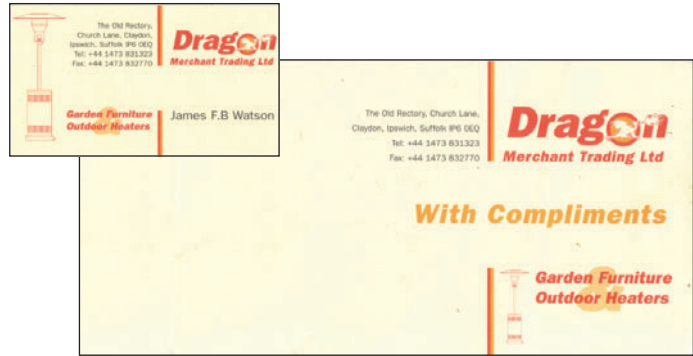 The Old Rectory,
Church Lane, Claydon,
Ipswich, Suffolk IP6 0EQ
Tel: +44 1473 831323
Fax: +44 1473 832770
Dragon
Merchant Trading Ltd
Garden Furniture
&
Outdoor Heaters
James F.B Watson
The Old Rectory, Church Lane,
Claydon, Ipswich, Suffolk IP6 0EQ
Tel: +44 1473 831323
Fax: +44 1473 832770
Dragon
Merchant Trading Ltd
With Compliments
Garden Furniture
&
Outdoor Heaters